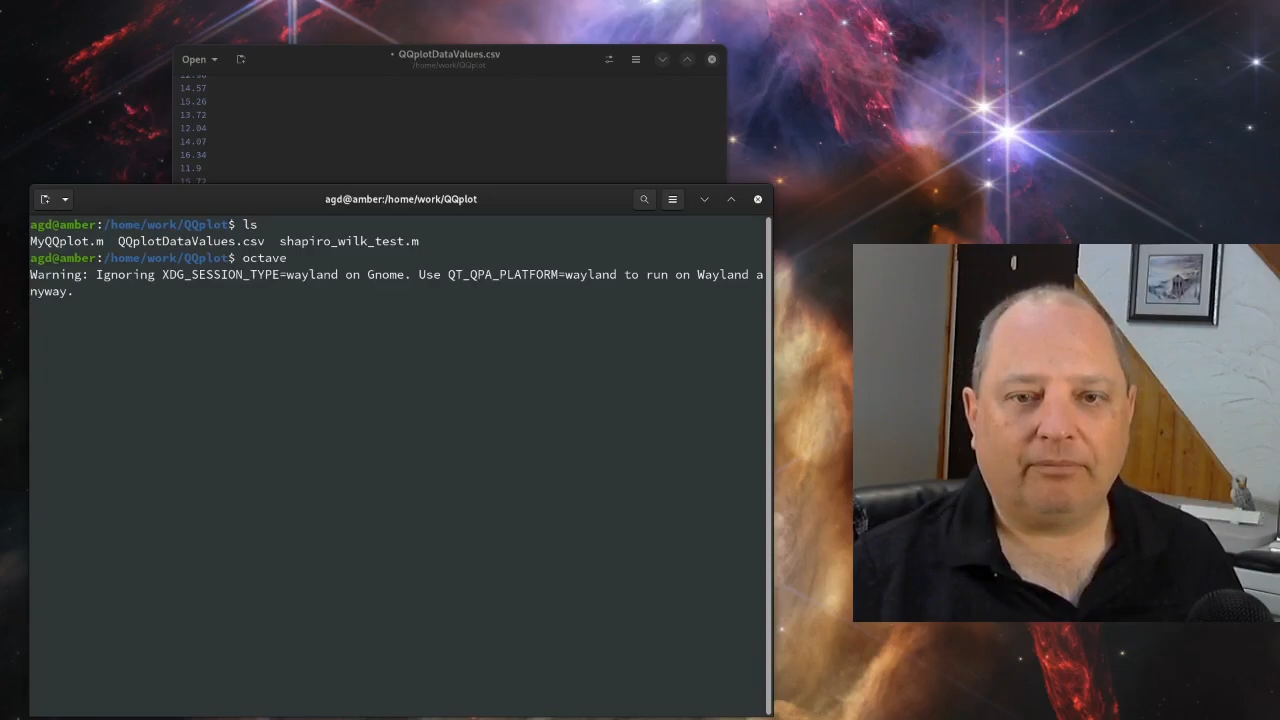 Open
• QQplotDataValues.csv
/home/work/QQplot
14.57
15.26
13.72
12.04
14.07
16.34
11.9
15.72
agd@amber:/home/work/QQplot
agd@amber:/home/work/QQplot$ ls
MyQQplot.m QQplotDataValues.csv shapiro_wilk_test.m
agd@amber:/home/work/QQplot$ octave
Warning: Ignoring XDG_SESSION_TYPE=wayland on Gnome. Use QT_QPA_PLATFORM=wayland to run on Wayland a
nyway.